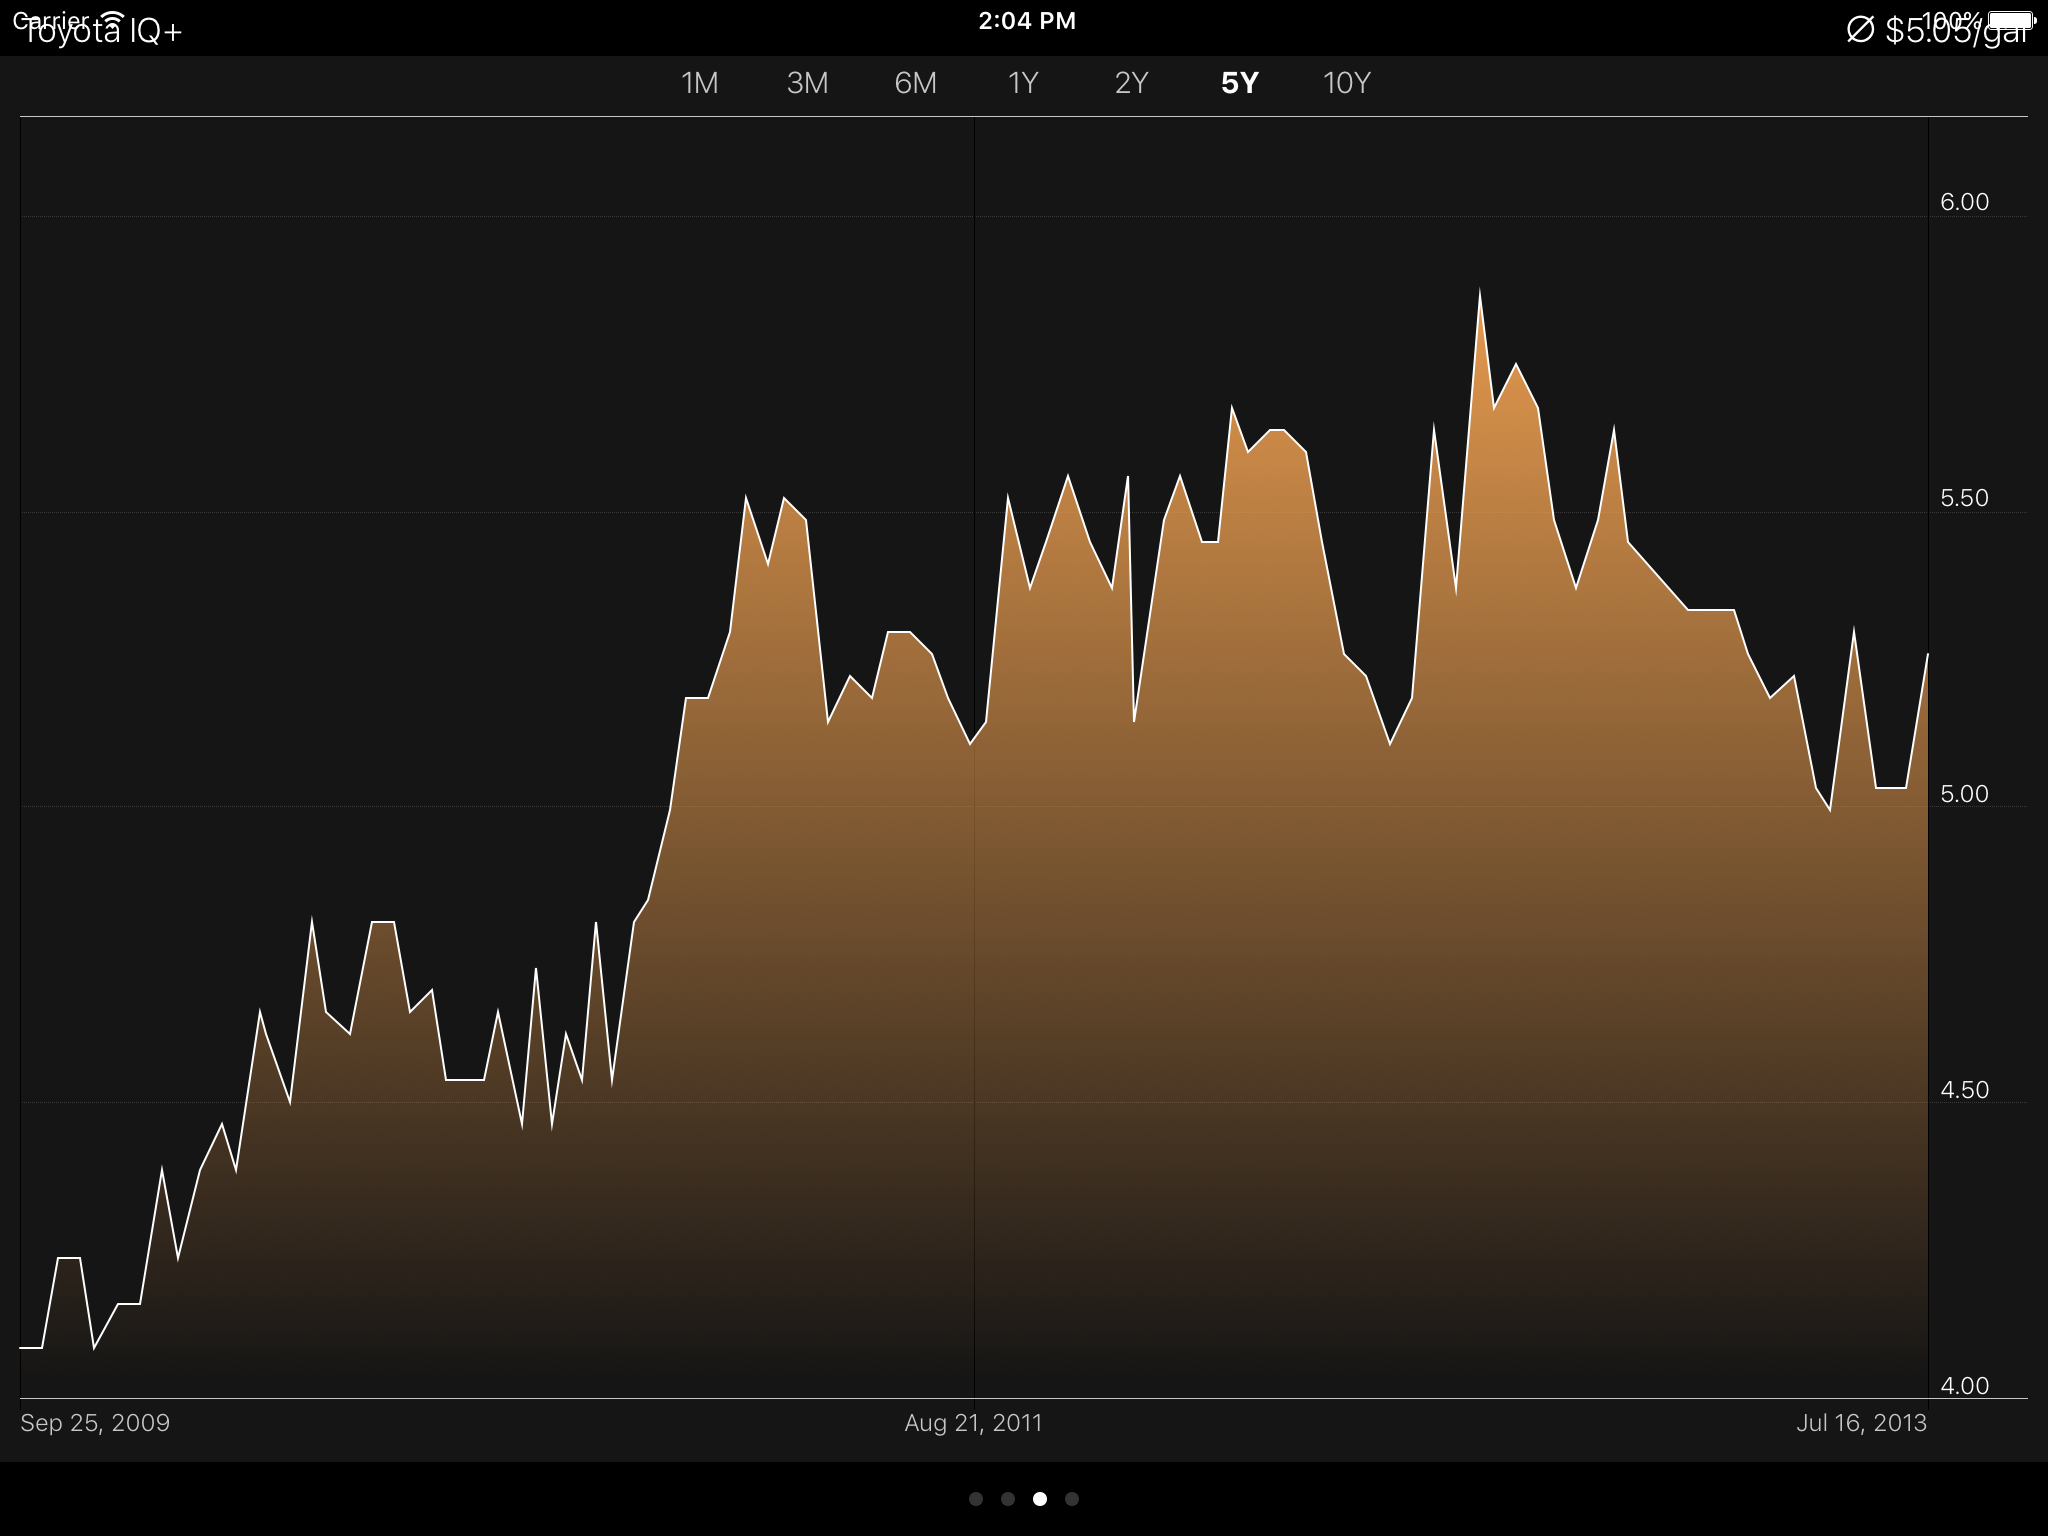 Carrier 2:04 PM 100%
Toyota IQ+ ∅ $5.05/gal
1M 3M 6M 1Y 2Y 5Y 10Y
6.00
5.50
5.00
4.50
4.00
Sep 25, 2009 Aug 21, 2011 Jul 16, 2013